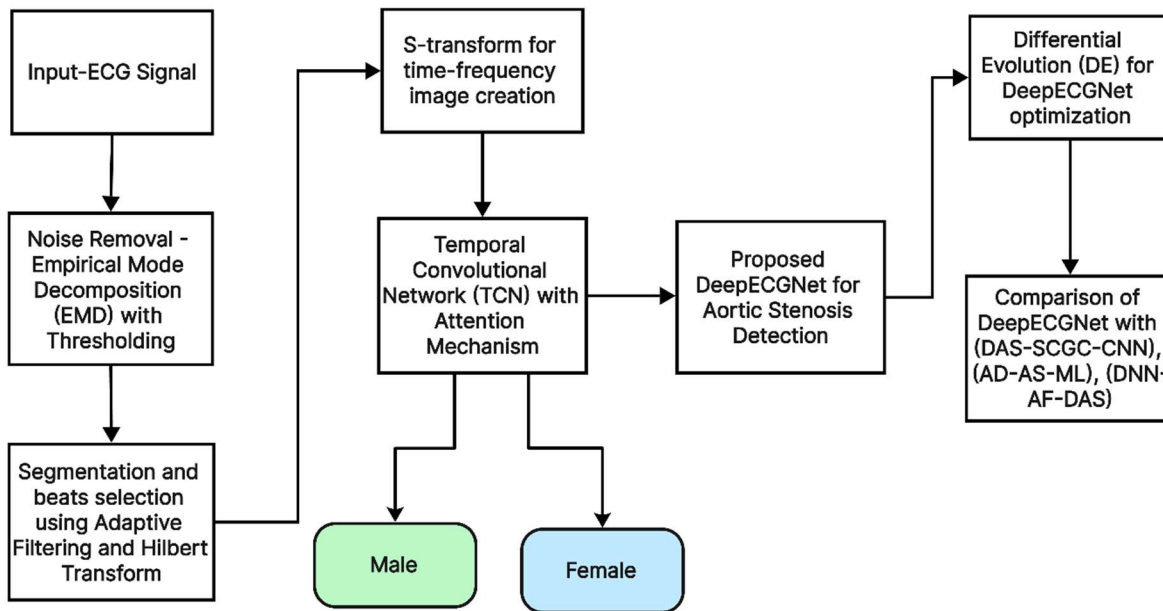 Input-ECG Signal
Noise Removal -
Empirical Mode
Decomposition
(EMD) with
Thresholding
Segmentation and
beats selection
using Adaptive
Filtering and Hilbert
Transform
S-transform for
time-frequency
image creation
Temporal
Convolutional
Network (TCN) with
Attention
Mechanism
Male
Female
Proposed
DeepECGNet for
Aortic Stenosis
Detection
Differential
Evolution (DE) for
DeepECGNet
optimization
Comparison of
DeepECGNet with
(DAS-SCGC-CNN),
(AD-AS-ML), (DNN-
AF-DAS)